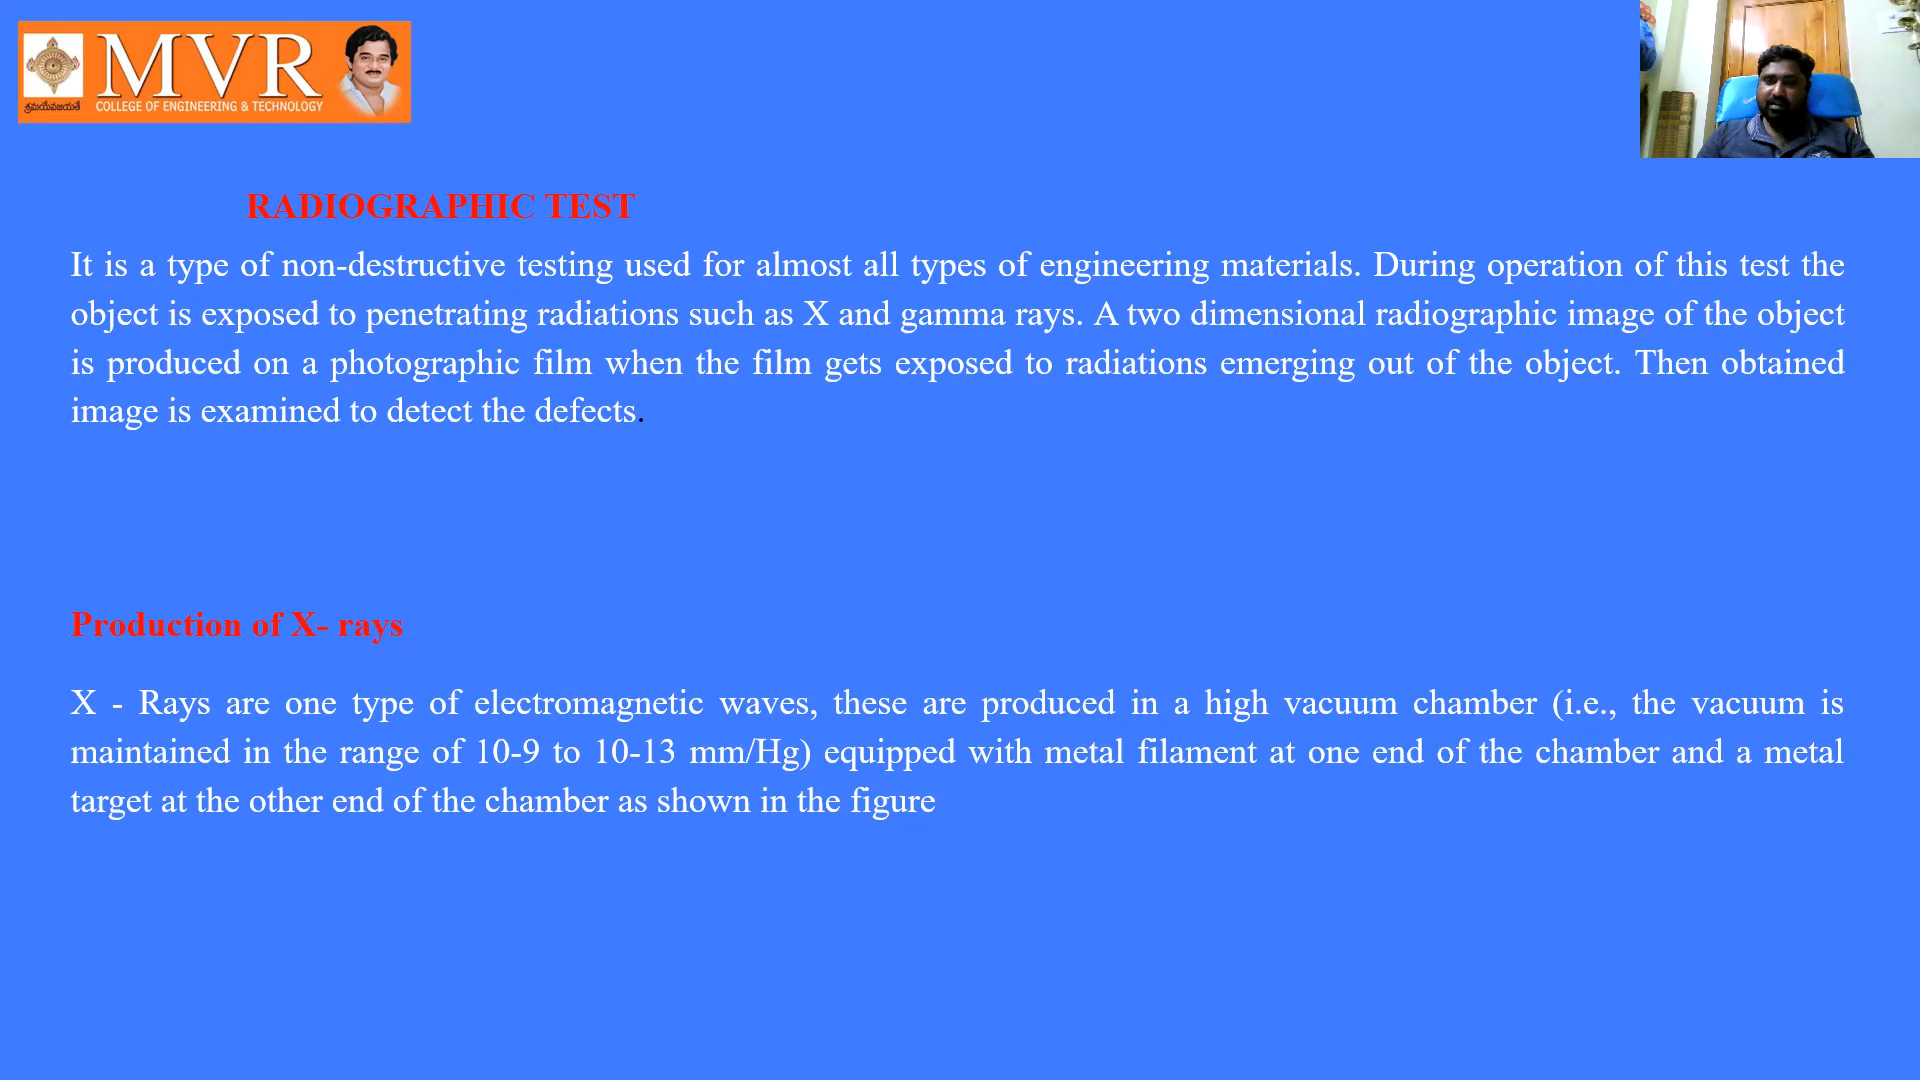 MVR
COLLEGE OF ENGINEERING & TECHNOLOGY
శ్రమయేవజయతే
RADIOGRAPHIC TEST
It is a type of non-destructive testing used for almost all types of engineering materials. During operation of this test the
object is exposed to penetrating radiations such as X and gamma rays. A two dimensional radiographic image of the object
is produced on a photographic film when the film gets exposed to radiations emerging out of the object. Then obtained
image is examined to detect the defects.
Production of X- rays
X - Rays are one type of electromagnetic waves, these are produced in a high vacuum chamber (i.e., the vacuum is
maintained in the range of 10-9 to 10-13 mm/Hg) equipped with metal filament at one end of the chamber and a metal
target at the other end of the chamber as shown in the figure